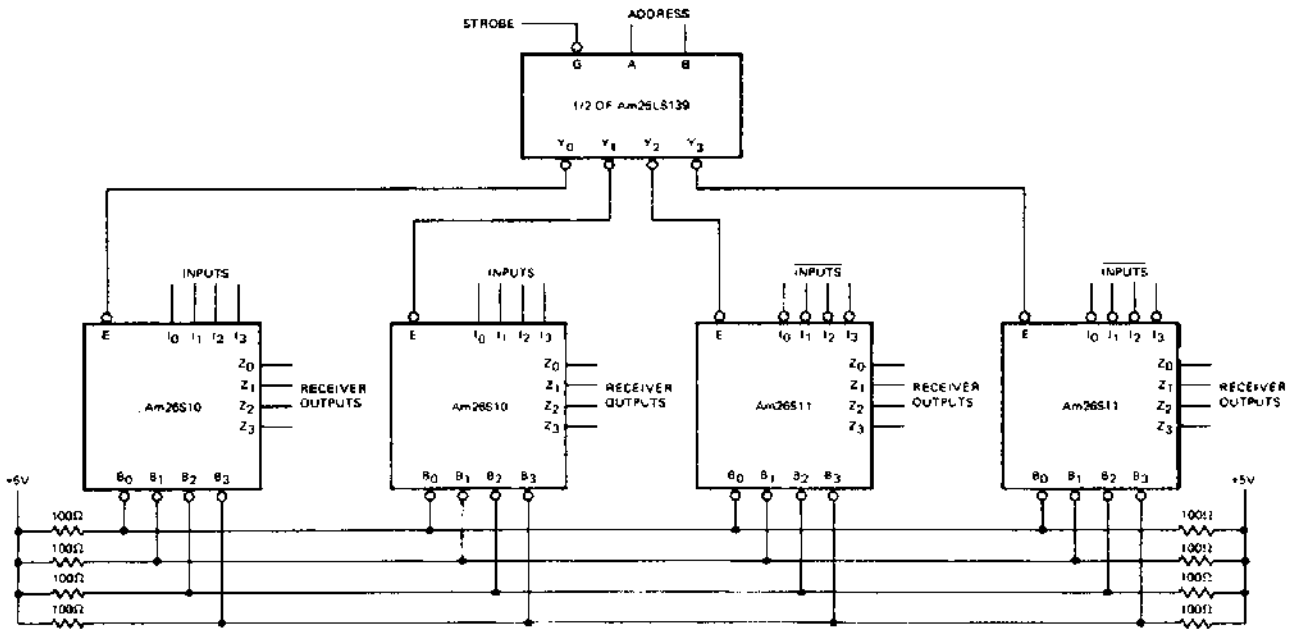 STROBE
ADDRESS
G A B
1/2 OF Am25LS139
Y0 Y1 Y2 Y3
INPUTS
INPUTS
INPUTS
INPUTS
E I0 I1 I2 I3
E I0 I1 I2 I3
E I0 I1 I2 I3
E I0 I1 I2 I3
Z0
Z1
Z2
Z3
RECEIVER
OUTPUTS
Am26S10
Z0
Z1
Z2
Z3
RECEIVER
OUTPUTS
Am26S10
Z0
Z1
Z2
Z3
RECEIVER
OUTPUTS
Am26S11
Z0
Z1
Z2
Z3
RECEIVER
OUTPUTS
Am26S11
B0 B1 B2 B3
B0 B1 B2 B3
B0 B1 B2 B3
B0 B1 B2 B3
+5V
+5V
100Ω
100Ω
100Ω
100Ω
100Ω
100Ω
100Ω
100Ω